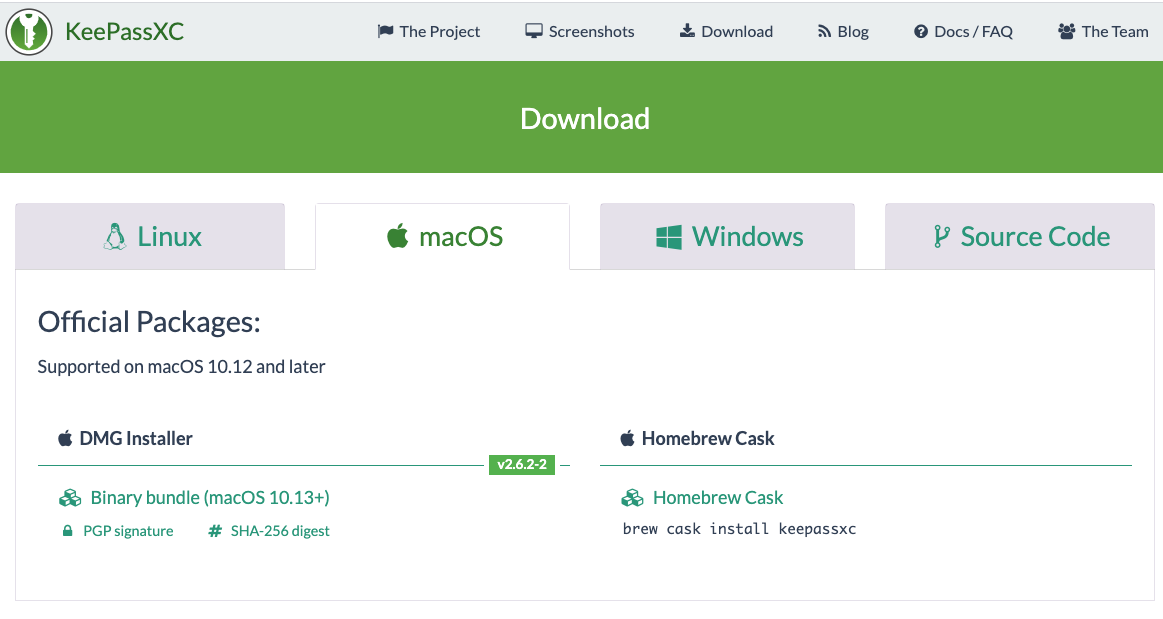 KeePassXC The Project Screenshots Download Blog Docs / FAQ The Team
Download
Linux macOS Windows Source Code
Official Packages:
Supported on macOS 10.12 and later
DMG Installer
v2.6.2-2
Binary bundle (macOS 10.13+)
PGP signature # SHA-256 digest
Homebrew Cask
Homebrew Cask
brew cask install keepassxc